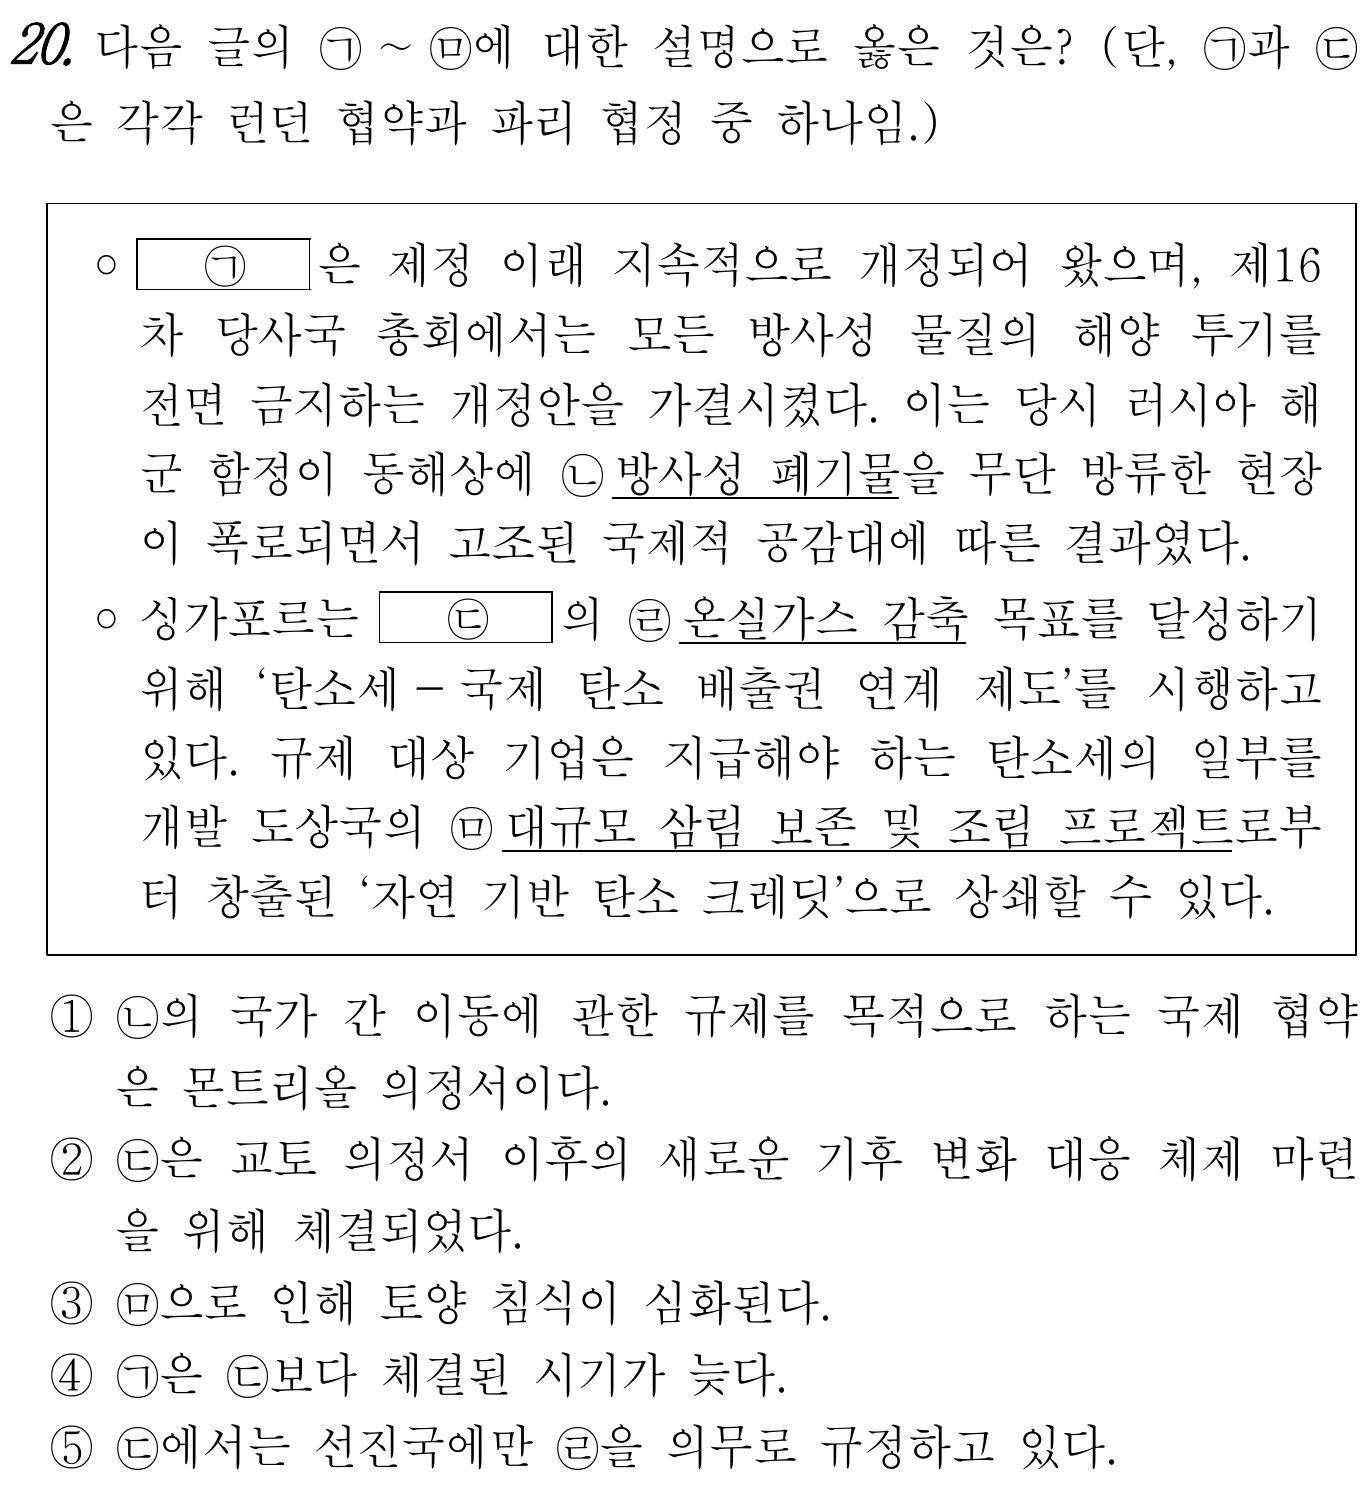 20. 다음 글의 ㉠ ~ ㉤에 대한 설명으로 옳은 것은? (단, ㉠과 ㉢
은 각각 런던 협약과 파리 협정 중 하나임.)
○ ㉠ 은 제정 이래 지속적으로 개정되어 왔으며, 제16
차 당사국 총회에서는 모든 방사성 물질의 해양 투기를
전면 금지하는 개정안을 가결시켰다. 이는 당시 러시아 해
군 함정이 동해상에 ㉡방사성 폐기물을 무단 방류한 현장
이 폭로되면서 고조된 국제적 공감대에 따른 결과였다.
○ 싱가포르는 ㉢ 의 ㉣온실가스 감축 목표를 달성하기
위해 ‘탄소세 - 국제 탄소 배출권 연계 제도’를 시행하고
있다. 규제 대상 기업은 지급해야 하는 탄소세의 일부를
개발 도상국의 ㉤대규모 삼림 보존 및 조림 프로젝트로부
터 창출된 ‘자연 기반 탄소 크레딧’으로 상쇄할 수 있다.
① ㉡의 국가 간 이동에 관한 규제를 목적으로 하는 국제 협약
은 몬트리올 의정서이다.
② ㉢은 교토 의정서 이후의 새로운 기후 변화 대응 체제 마련
을 위해 체결되었다.
③ ㉤으로 인해 토양 침식이 심화된다.
④ ㉠은 ㉢보다 체결된 시기가 늦다.
⑤ ㉢에서는 선진국에만 ㉣을 의무로 규정하고 있다.